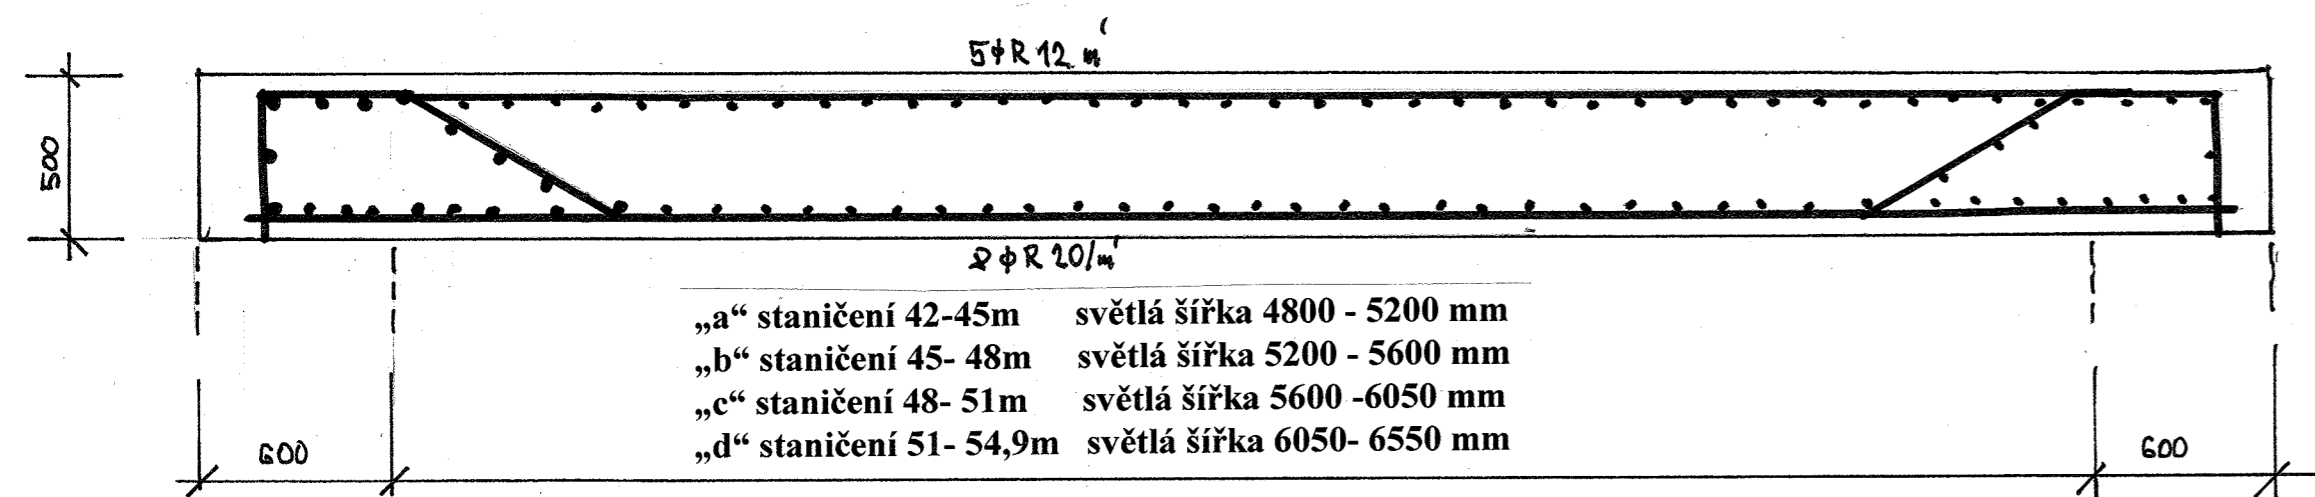 5ϕR 12 m'
500
8ϕR 20/m'
„a“ staničení 42-45m světlá šířka 4800 - 5200 mm
„b“ staničení 45- 48m světlá šířka 5200 - 5600 mm
„c“ staničení 48- 51m světlá šířka 5600 -6050 mm
„d“ staničení 51- 54,9m světlá šířka 6050- 6550 mm
600
600